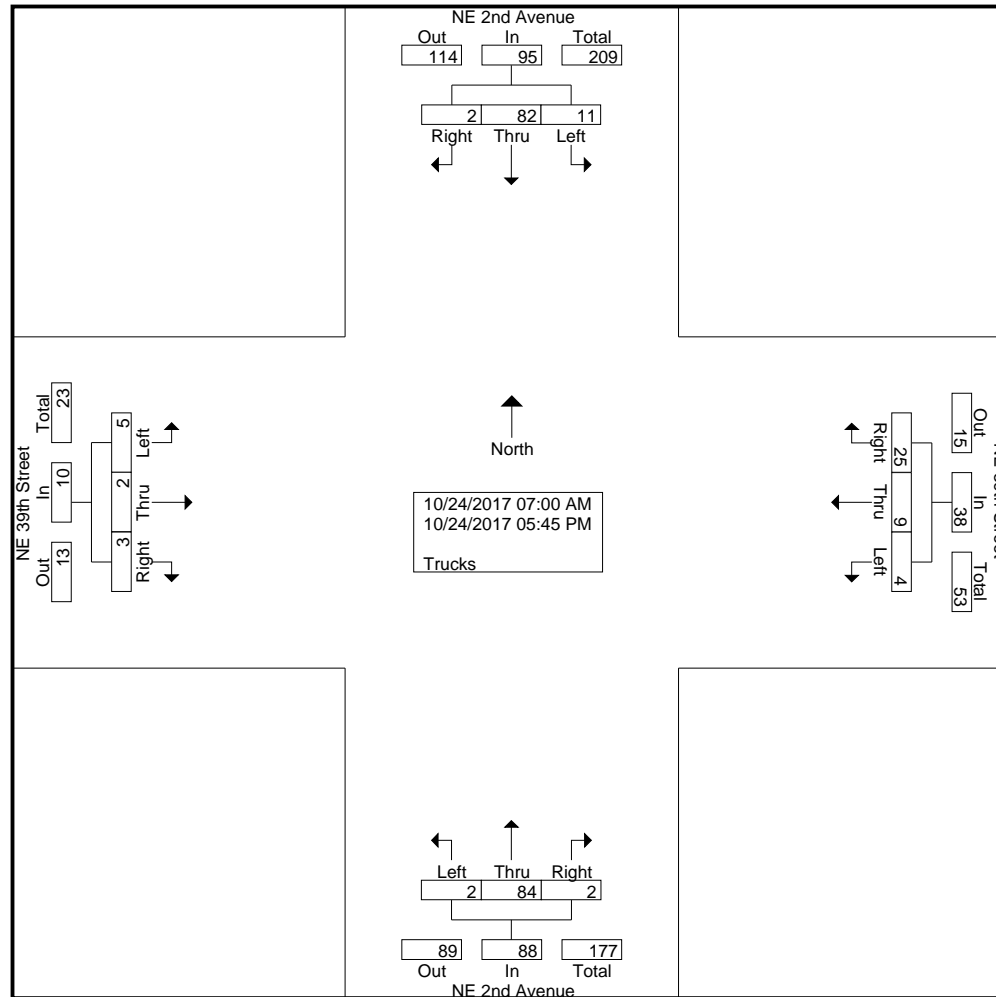 NE 2nd Avenue
Out In Total
114 95 209
2 82 11
Right Thru Left
NE 39th Street
Total In Out
23 10 13
5 2 3
Left Thru Right
North
10/24/2017 07:00 AM
10/24/2017 05:45 PM
Trucks
Right Thru Left
25 9 4
Out In Total
15 38 53
Left Thru Right
2 84 2
89 88 177
Out In Total
NE 2nd Avenue